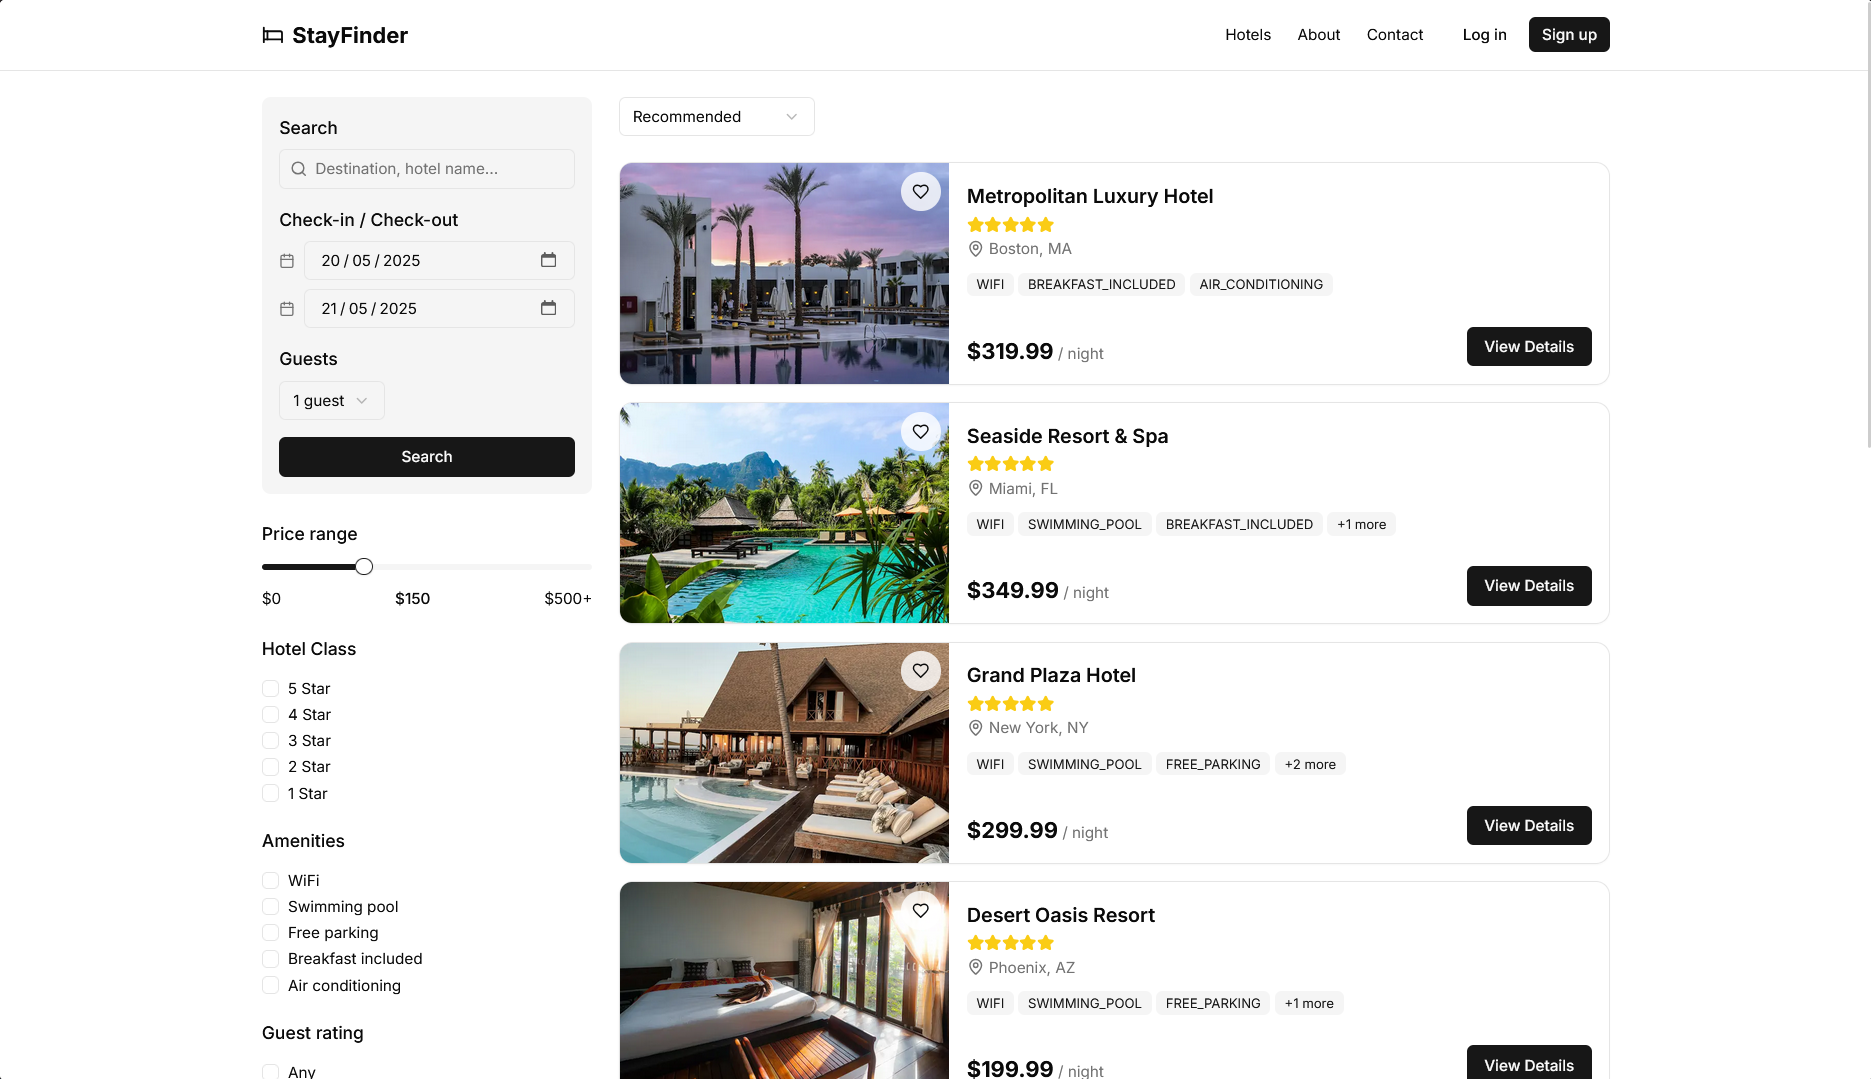 StayFinder
Hotels
About
Contact
Log in
Sign up
Search
Destination, hotel name...
Check-in / Check-out
20 / 05 / 2025
21 / 05 / 2025
Guests
1 guest
Search
Price range
$0
$150
$500+
Hotel Class
5 Star
4 Star
3 Star
2 Star
1 Star
Amenities
WiFi
Swimming pool
Free parking
Breakfast included
Air conditioning
Guest rating
Any
Recommended
Metropolitan Luxury Hotel
Boston, MA
WIFI BREAKFAST_INCLUDED AIR_CONDITIONING
$319.99 / night
View Details
Seaside Resort & Spa
Miami, FL
WIFI SWIMMING_POOL BREAKFAST_INCLUDED +1 more
$349.99 / night
View Details
Grand Plaza Hotel
New York, NY
WIFI SWIMMING_POOL FREE_PARKING +2 more
$299.99 / night
View Details
Desert Oasis Resort
Phoenix, AZ
WIFI SWIMMING_POOL FREE_PARKING +1 more
$199.99 / night
View Details